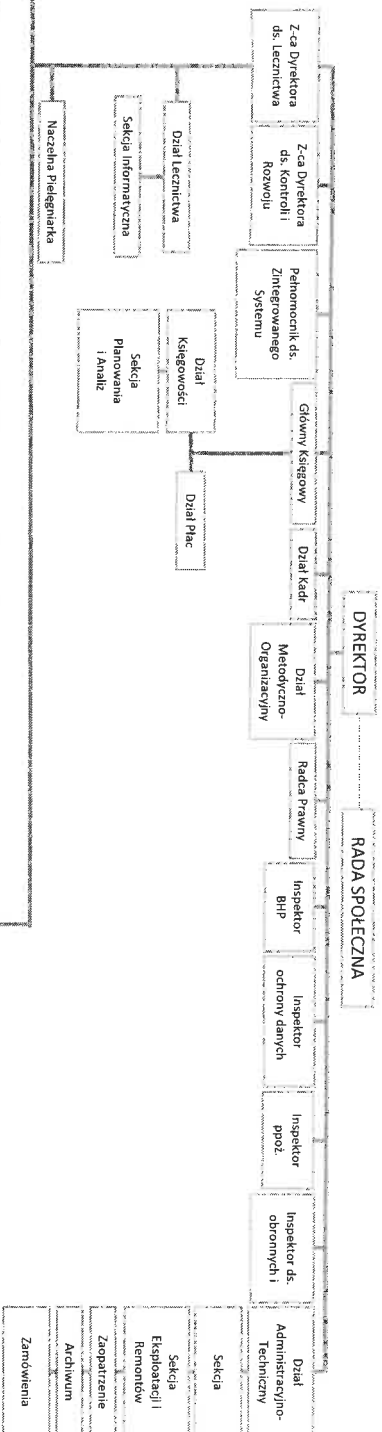 DYREKTOR
RADA SPOŁECZNA
Z-ca Dyrektora
ds. Lecznictwa
Z-ca Dyrektora
ds. Kontroli i
Rozwoju
Pełnomocnik ds.
Zintegrowanego
Systemu
Główny Księgowy
Dział Kadr
Dział
Metodyczno-
Organizacyjny
Radca Prawny
Inspektor
BHP
Inspektor
ochrony danych
Inspektor
ppoż.
Inspektor ds.
obronnych i
Dział
Administracyjno-
Techniczny
Dział Lecznictwa
Sekcja Informatyczna
Naczelna Pielęgniarka
Dział
Księgowości
Sekcja
Planowania
i Analiz
Dział Płac
Sekcja
Sekcja
Eksploatacji i
Remontów
Zaopatrzenie
Archiwum
Zamówienia